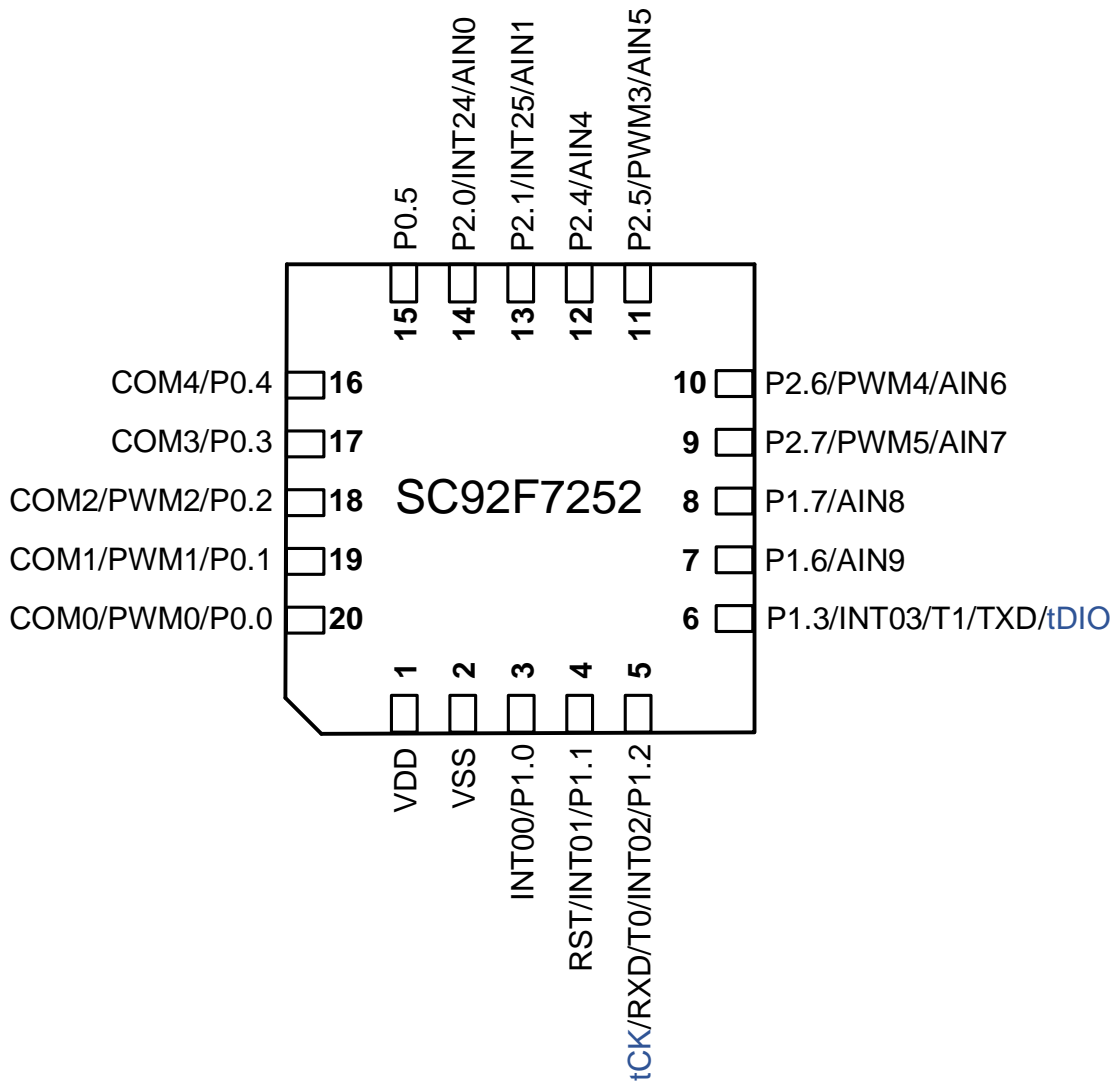 P0.5
P2.0/INT24/AIN0
P2.1/INT25/AIN1
P2.4/AIN4
P2.5/PWM3/AIN5
15
14
13
12
11
COM4/P0.4
16
10
P2.6/PWM4/AIN6
COM3/P0.3
17
9
P2.7/PWM5/AIN7
COM2/PWM2/P0.2
18
SC92F7252
8
P1.7/AIN8
COM1/PWM1/P0.1
19
7
P1.6/AIN9
COM0/PWM0/P0.0
20
6
P1.3/INT03/T1/TXD/tDIO
1
2
3
4
5
VDD
VSS
INT00/P1.0
RST/INT01/P1.1
tCK/RXD/T0/INT02/P1.2